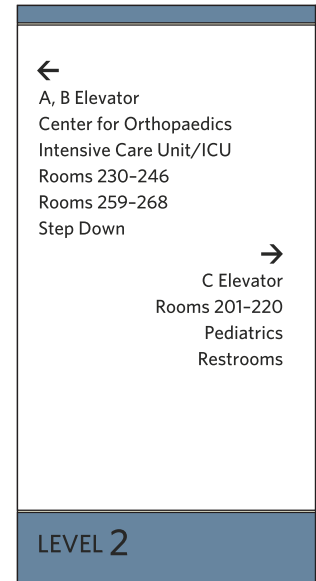 ←
A, B Elevator
Center for Orthopaedics
Intensive Care Unit/ICU
Rooms 230–246
Rooms 259–268
Step Down
→
C Elevator
Rooms 201–220
Pediatrics
Restrooms
LEVEL 2